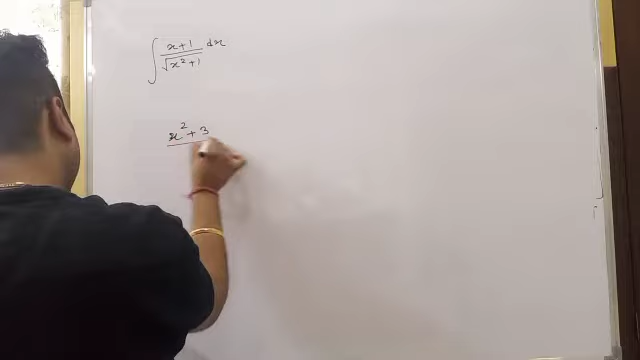 ∫ x+1 / √x²+1 dx
x² + 3